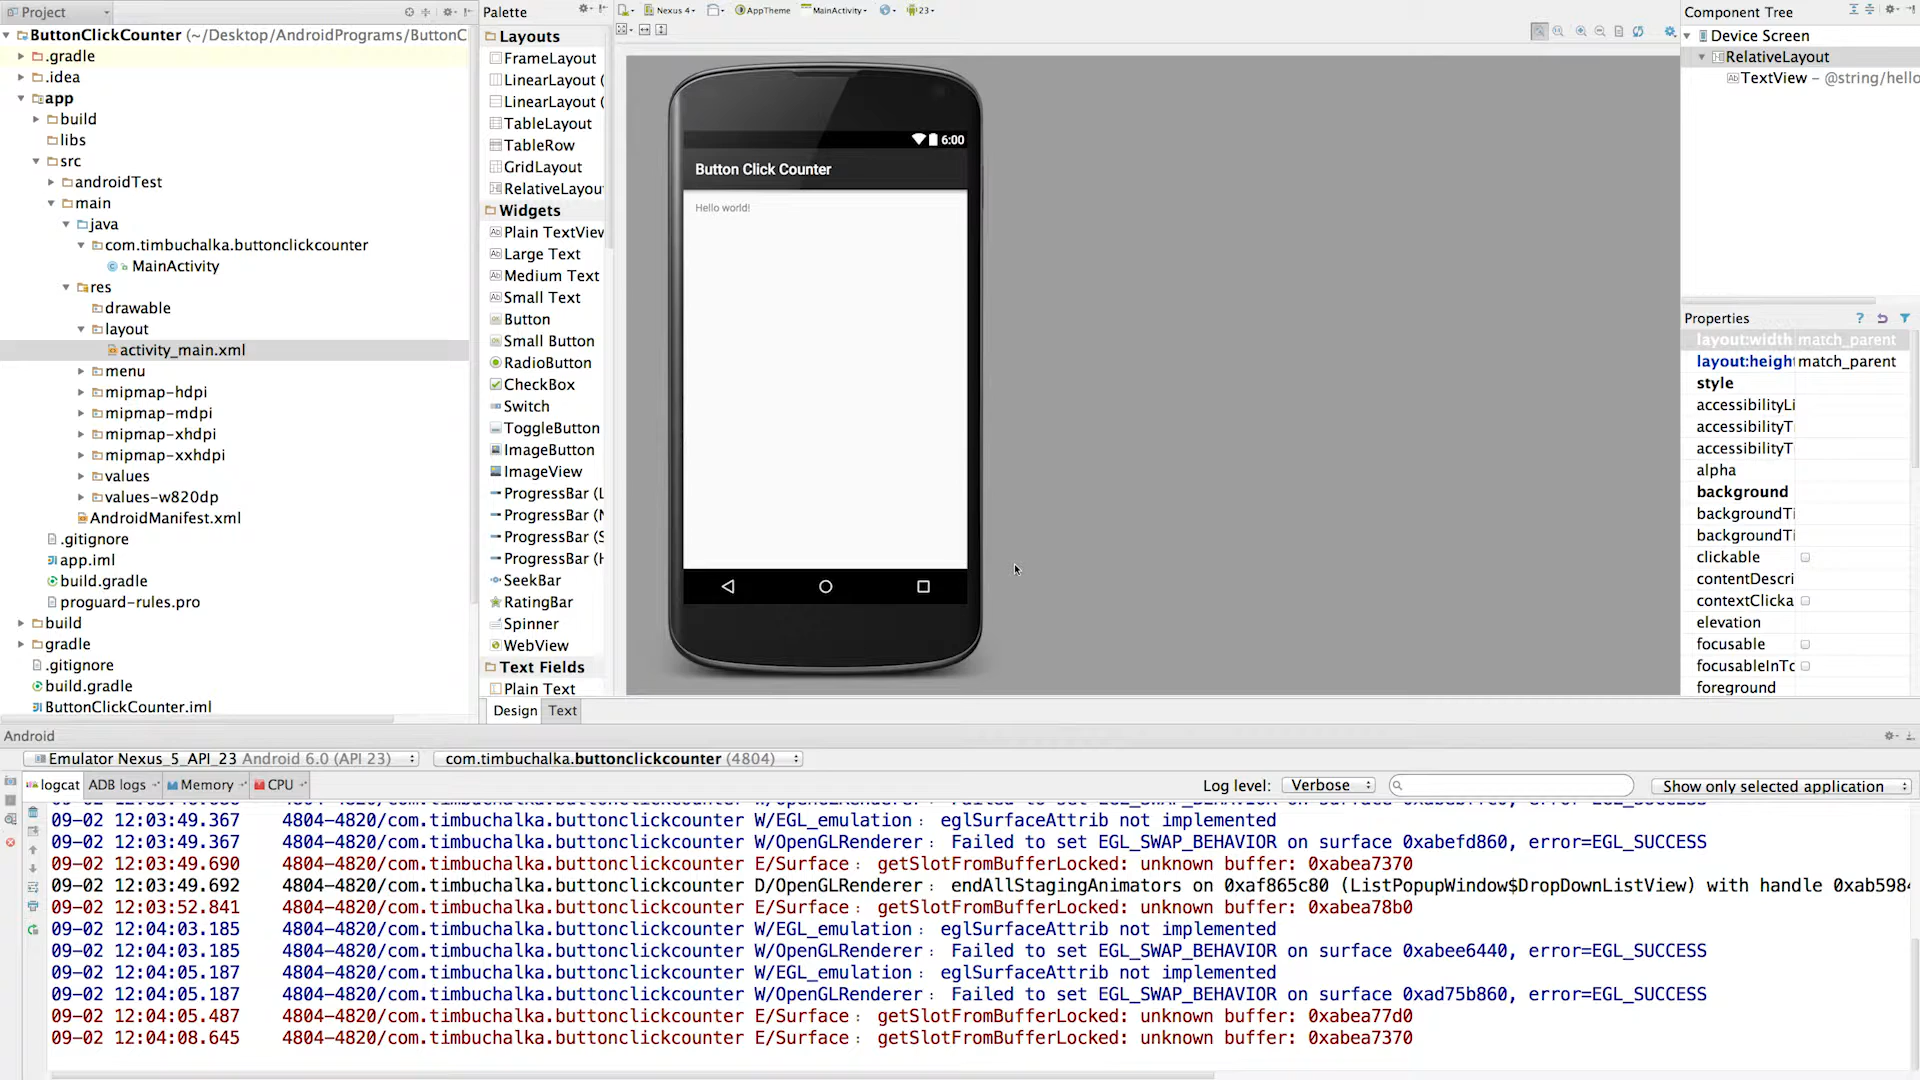 Project
ButtonClickCounter (~/Desktop/AndroidPrograms/ButtonC
.gradle
.idea
app
build
libs
src
androidTest
main
java
com.timbuchalka.buttonclickcounter
MainActivity
res
drawable
layout
activity_main.xml
menu
mipmap-hdpi
mipmap-mdpi
mipmap-xhdpi
mipmap-xxhdpi
values
values-w820dp
AndroidManifest.xml
.gitignore
app.iml
build.gradle
proguard-rules.pro
build
gradle
.gitignore
build.gradle
ButtonClickCounter.iml
Palette
Layouts
FrameLayout
LinearLayout (
LinearLayout (
TableLayout
TableRow
GridLayout
RelativeLayou
Widgets
Plain TextView
Large Text
Medium Text
Small Text
Button
Small Button
RadioButton
CheckBox
Switch
ToggleButton
ImageButton
ImageView
ProgressBar (L
ProgressBar (N
ProgressBar (S
ProgressBar (H
SeekBar
RatingBar
Spinner
WebView
Text Fields
Plain Text
Nexus 4 AppTheme MainActivity 23
6:00
Button Click Counter
Hello world!
Design Text
Component Tree
Device Screen
RelativeLayout
TextView – @string/hello
Properties
layout:width match_parent
layout:heigh match_parent
style
accessibilityLi
accessibilityT
accessibilityT
alpha
background
backgroundTi
backgroundTi
clickable
contentDescri
contextClicka
elevation
focusable
focusableInTo
foreground
Android
Emulator Nexus_5_API_23 Android 6.0 (API 23) com.timbuchalka.buttonclickcounter (4804)
logcat ADB logs Memory CPU Log level: Verbose Show only selected application
09-02 12:03:49.367 4804-4820/com.timbuchalka.buttonclickcounter W/EGL_emulation: eglSurfaceAttrib not implemented
09-02 12:03:49.367 4804-4820/com.timbuchalka.buttonclickcounter W/OpenGLRenderer: Failed to set EGL_SWAP_BEHAVIOR on surface 0xabefd860, error=EGL_SUCCESS
09-02 12:03:49.690 4804-4820/com.timbuchalka.buttonclickcounter E/Surface: getSlotFromBufferLocked: unknown buffer: 0xabea7370
09-02 12:03:49.692 4804-4820/com.timbuchalka.buttonclickcounter D/OpenGLRenderer: endAllStagingAnimators on 0xaf865c80 (ListPopupWindow$DropDownListView) with handle 0xab5984
09-02 12:03:52.841 4804-4820/com.timbuchalka.buttonclickcounter E/Surface: getSlotFromBufferLocked: unknown buffer: 0xabea78b0
09-02 12:04:03.185 4804-4820/com.timbuchalka.buttonclickcounter W/EGL_emulation: eglSurfaceAttrib not implemented
09-02 12:04:03.185 4804-4820/com.timbuchalka.buttonclickcounter W/OpenGLRenderer: Failed to set EGL_SWAP_BEHAVIOR on surface 0xabee6440, error=EGL_SUCCESS
09-02 12:04:05.187 4804-4820/com.timbuchalka.buttonclickcounter W/EGL_emulation: eglSurfaceAttrib not implemented
09-02 12:04:05.187 4804-4820/com.timbuchalka.buttonclickcounter W/OpenGLRenderer: Failed to set EGL_SWAP_BEHAVIOR on surface 0xad75b860, error=EGL_SUCCESS
09-02 12:04:05.487 4804-4820/com.timbuchalka.buttonclickcounter E/Surface: getSlotFromBufferLocked: unknown buffer: 0xabea77d0
09-02 12:04:08.645 4804-4820/com.timbuchalka.buttonclickcounter E/Surface: getSlotFromBufferLocked: unknown buffer: 0xabea7370